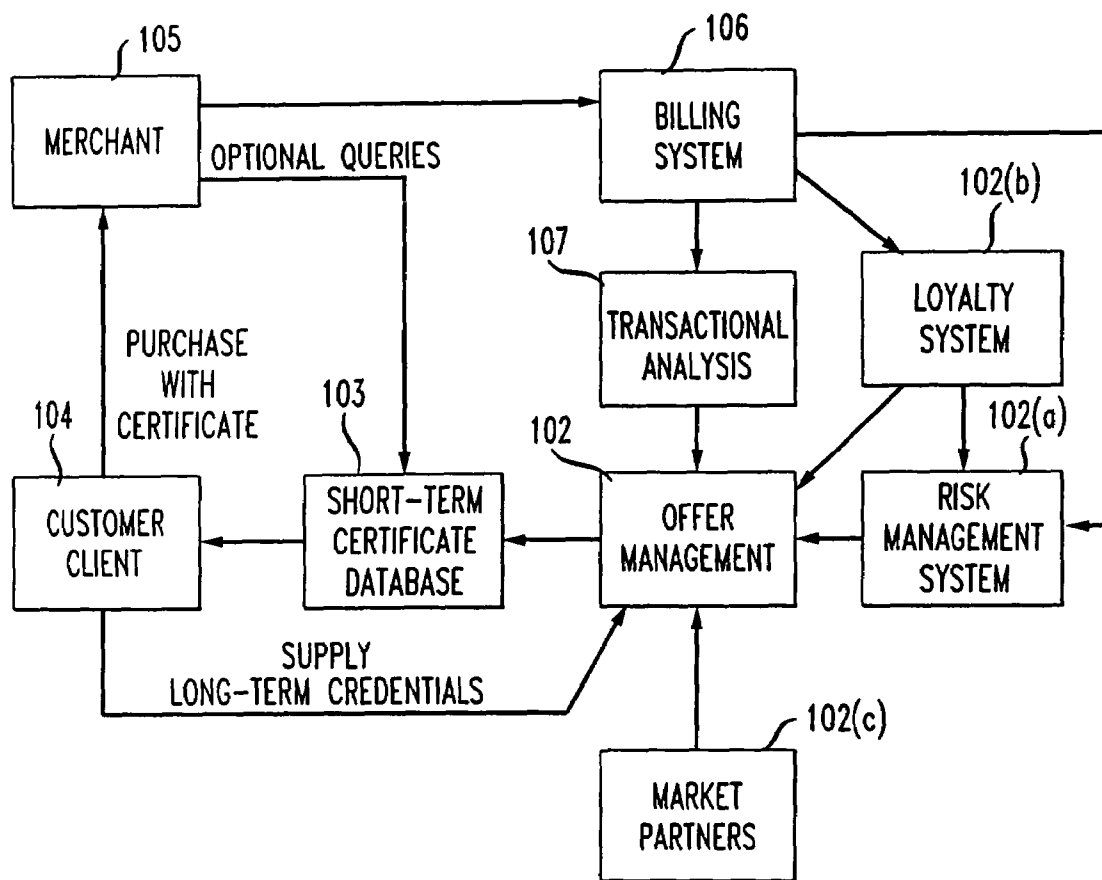 105
MERCHANT
106
BILLING
SYSTEM
OPTIONAL QUERIES
102(b)
LOYALTY
SYSTEM
107
TRANSACTIONAL
ANALYSIS
PURCHASE
WITH
CERTIFICATE
104
CUSTOMER
CLIENT
103
SHORT-TERM
CERTIFICATE
DATABASE
102
OFFER
MANAGEMENT
102(a)
RISK
MANAGEMENT
SYSTEM
SUPPLY
LONG-TERM CREDENTIALS
102(c)
MARKET
PARTNERS